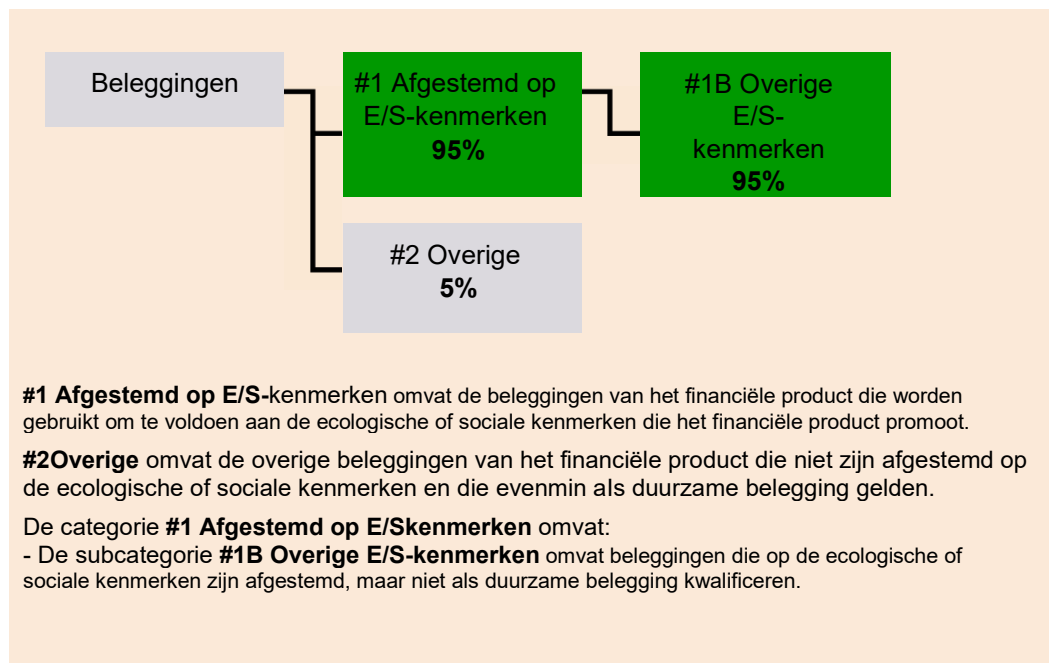 Beleggingen
#1 Afgestemd op
E/S-kenmerken
95%
#1B Overige
E/S-
kenmerken
95%
#2 Overige
5%
#1 Afgestemd op E/S-kenmerken omvat de beleggingen van het financiële product die worden
gebruikt om te voldoen aan de ecologische of sociale kenmerken die het financiële product promoot.
#2Overige omvat de overige beleggingen van het financiële product die niet zijn afgestemd op
de ecologische of sociale kenmerken en die evenmin als duurzame belegging gelden.
De categorie #1 Afgestemd op E/Skenmerken omvat:
- De subcategorie #1B Overige E/S-kenmerken omvat beleggingen die op de ecologische of
sociale kenmerken zijn afgestemd, maar niet als duurzame belegging kwalificeren.